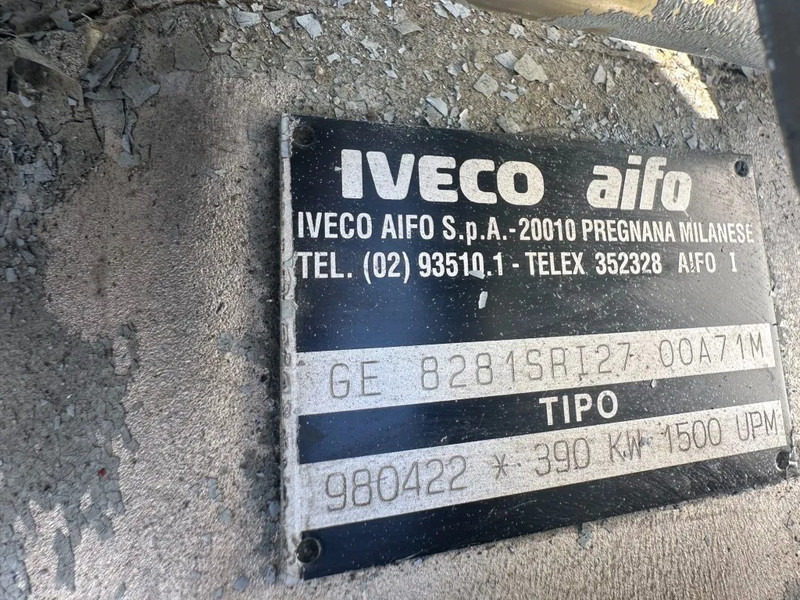 IVECO aifo
IVECO AIFO S.p.A.-20010 PREGNANA MILANESE
TEL. (02) 93510.1 - TELEX 352328 AIFO I
GE 8281SRI27.00A71M
TIPO
980422 * 390 KW 1500 UPM